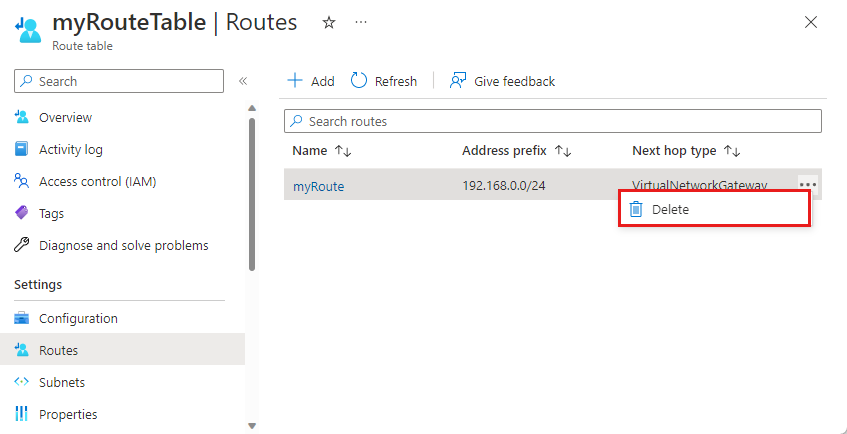 myRouteTable | Routes
Route table
Search
Overview
Activity log
Access control (IAM)
Tags
Diagnose and solve problems
Settings
Configuration
Routes
Subnets
Properties
Add Refresh Give feedback
Search routes
Name Address prefix Next hop type
myRoute 192.168.0.0/24 VirtualNetworkGateway
Delete